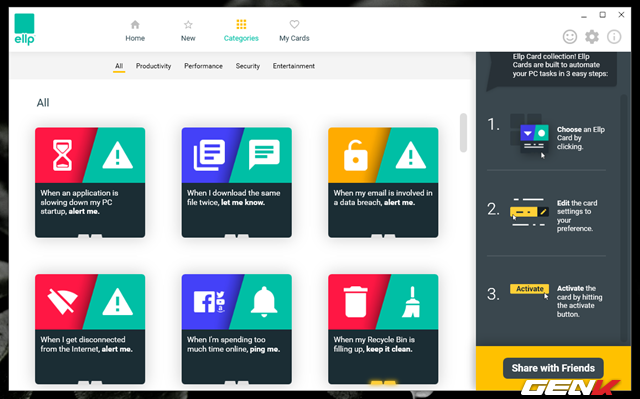 ellp
Home
New
Categories
My Cards
All
Productivity
Performance
Security
Entertainment
All
When an application is
slowing down my PC
startup, alert me.
When I download the same
file twice, let me know.
When my email is involved in
a data breach, alert me.
When I get disconnected
from the Internet, alert me.
When I'm spending too
much time online, ping me.
When my Recycle Bin is
filling up, keep it clean.
Ellp Card collection! Ellp
Cards are built to automate
your PC tasks in 3 easy steps:
1.
Choose an Ellp
Card by
clicking.
2.
Edit the card
settings to
your
preference.
3.
Activate
Activate the
card by hitting
the activate
button.
Share with Friends
GENK